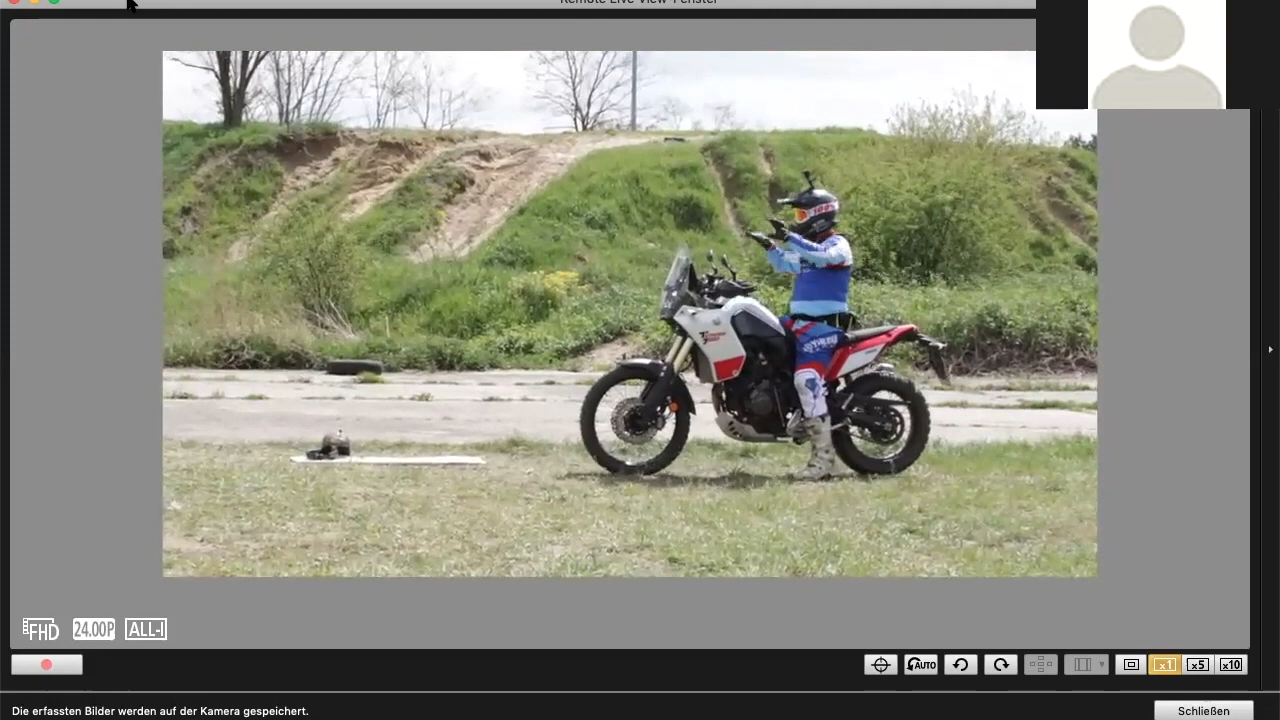 Remote Live View-Fenster
100%
FHD
24.00P
ALL-I
AUTO
x1
x5
x10
Die erfassten Bilder werden auf der Kamera gespeichert.
Schließen